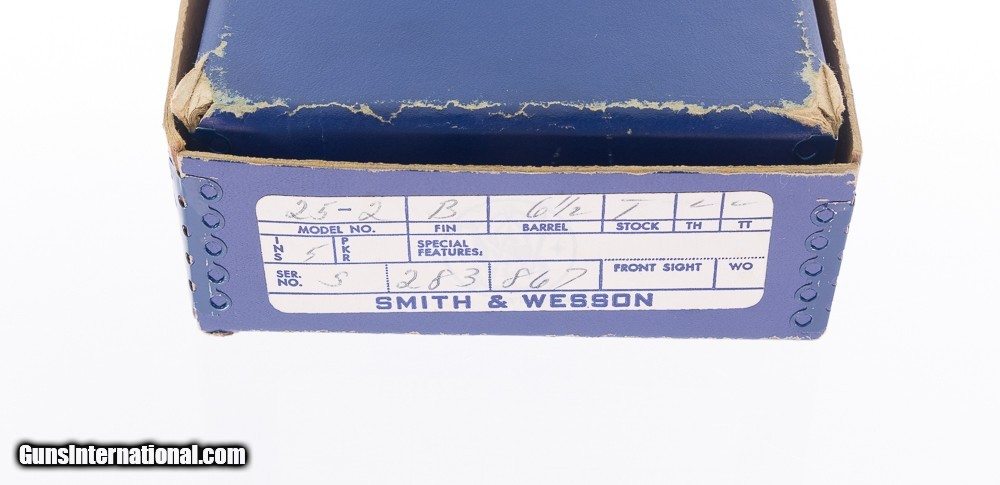 25-2 B 6½ T - -
MODEL NO. FIN BARREL STOCK TH TT
INS 5 PKR SPECIAL FEATURES:
SER. NO. S 283 867 FRONT SIGHT WO
SMITH & WESSON
GunsInternational.com